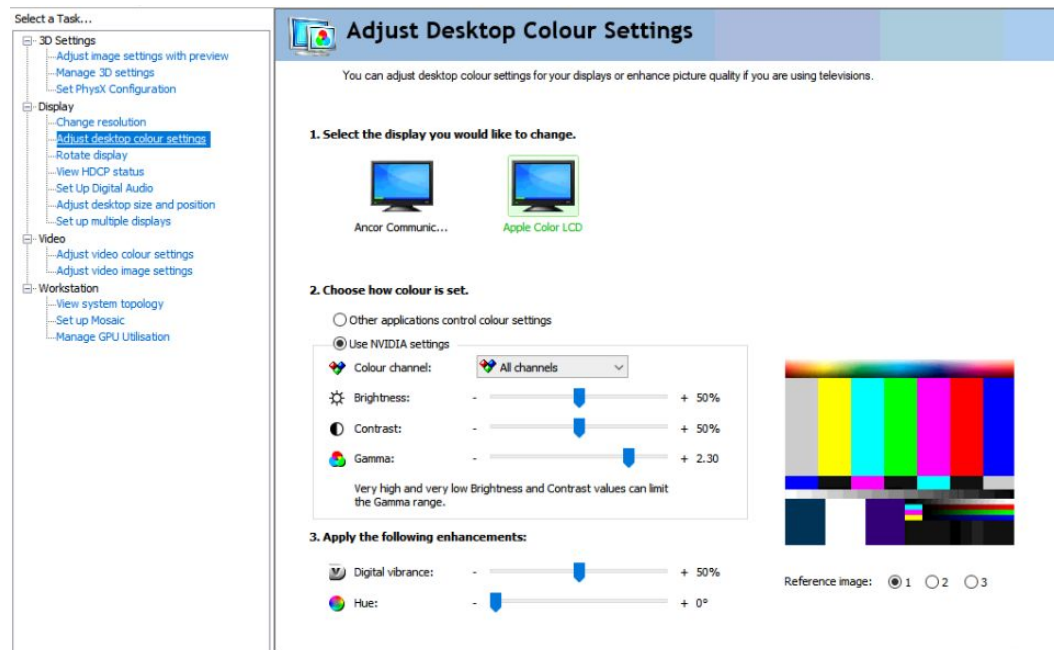 Select a Task...
3D Settings
Adjust image settings with preview
Manage 3D settings
Set PhysX Configuration
Display
Change resolution
Adjust desktop colour settings
Rotate display
View HDCP status
Set Up Digital Audio
Adjust desktop size and position
Set up multiple displays
Video
Adjust video colour settings
Adjust video image settings
Workstation
View system topology
Set up Mosaic
Manage GPU Utilisation
Adjust Desktop Colour Settings
You can adjust desktop colour settings for your displays or enhance picture quality if you are using televisions.
1. Select the display you would like to change.
Ancor Communic...
Apple Color LCD
2. Choose how colour is set.
Other applications control colour settings
Use NVIDIA settings
Colour channel: All channels
Brightness: - + 50%
Contrast: - + 50%
Gamma: - + 2.30
Very high and very low Brightness and Contrast values can limit
the Gamma range.
3. Apply the following enhancements:
Digital vibrance: - + 50%
Hue: - + 0°
Reference image: 1 2 3